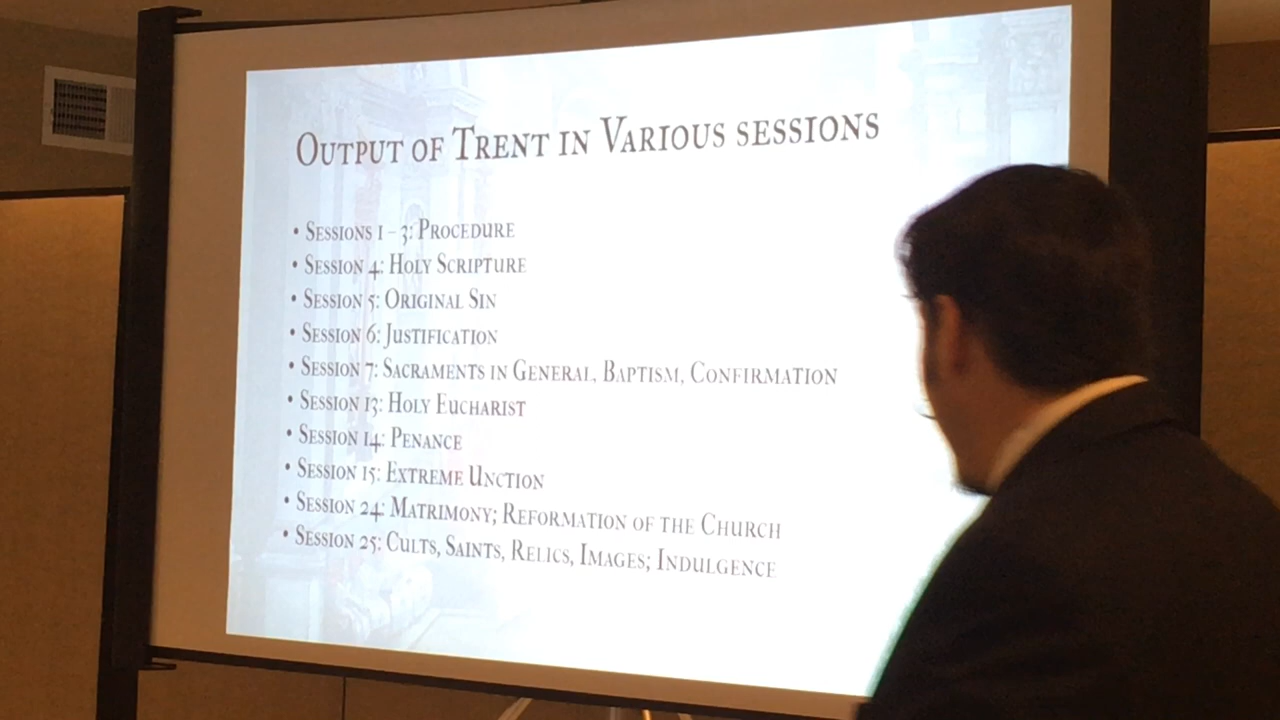 Output of Trent in Various sessions
• Sessions 1 – 3: Procedure
• Session 4: Holy Scripture
• Session 5: Original Sin
• Session 6: Justification
• Session 7: Sacraments in General, Baptism, Confirmation
• Session 13: Holy Eucharist
• Session 14: Penance
• Session 15: Extreme Unction
• Session 24: Matrimony; Reformation of the Church
• Session 25: Cults, Saints, Relics, Images; Indulgence